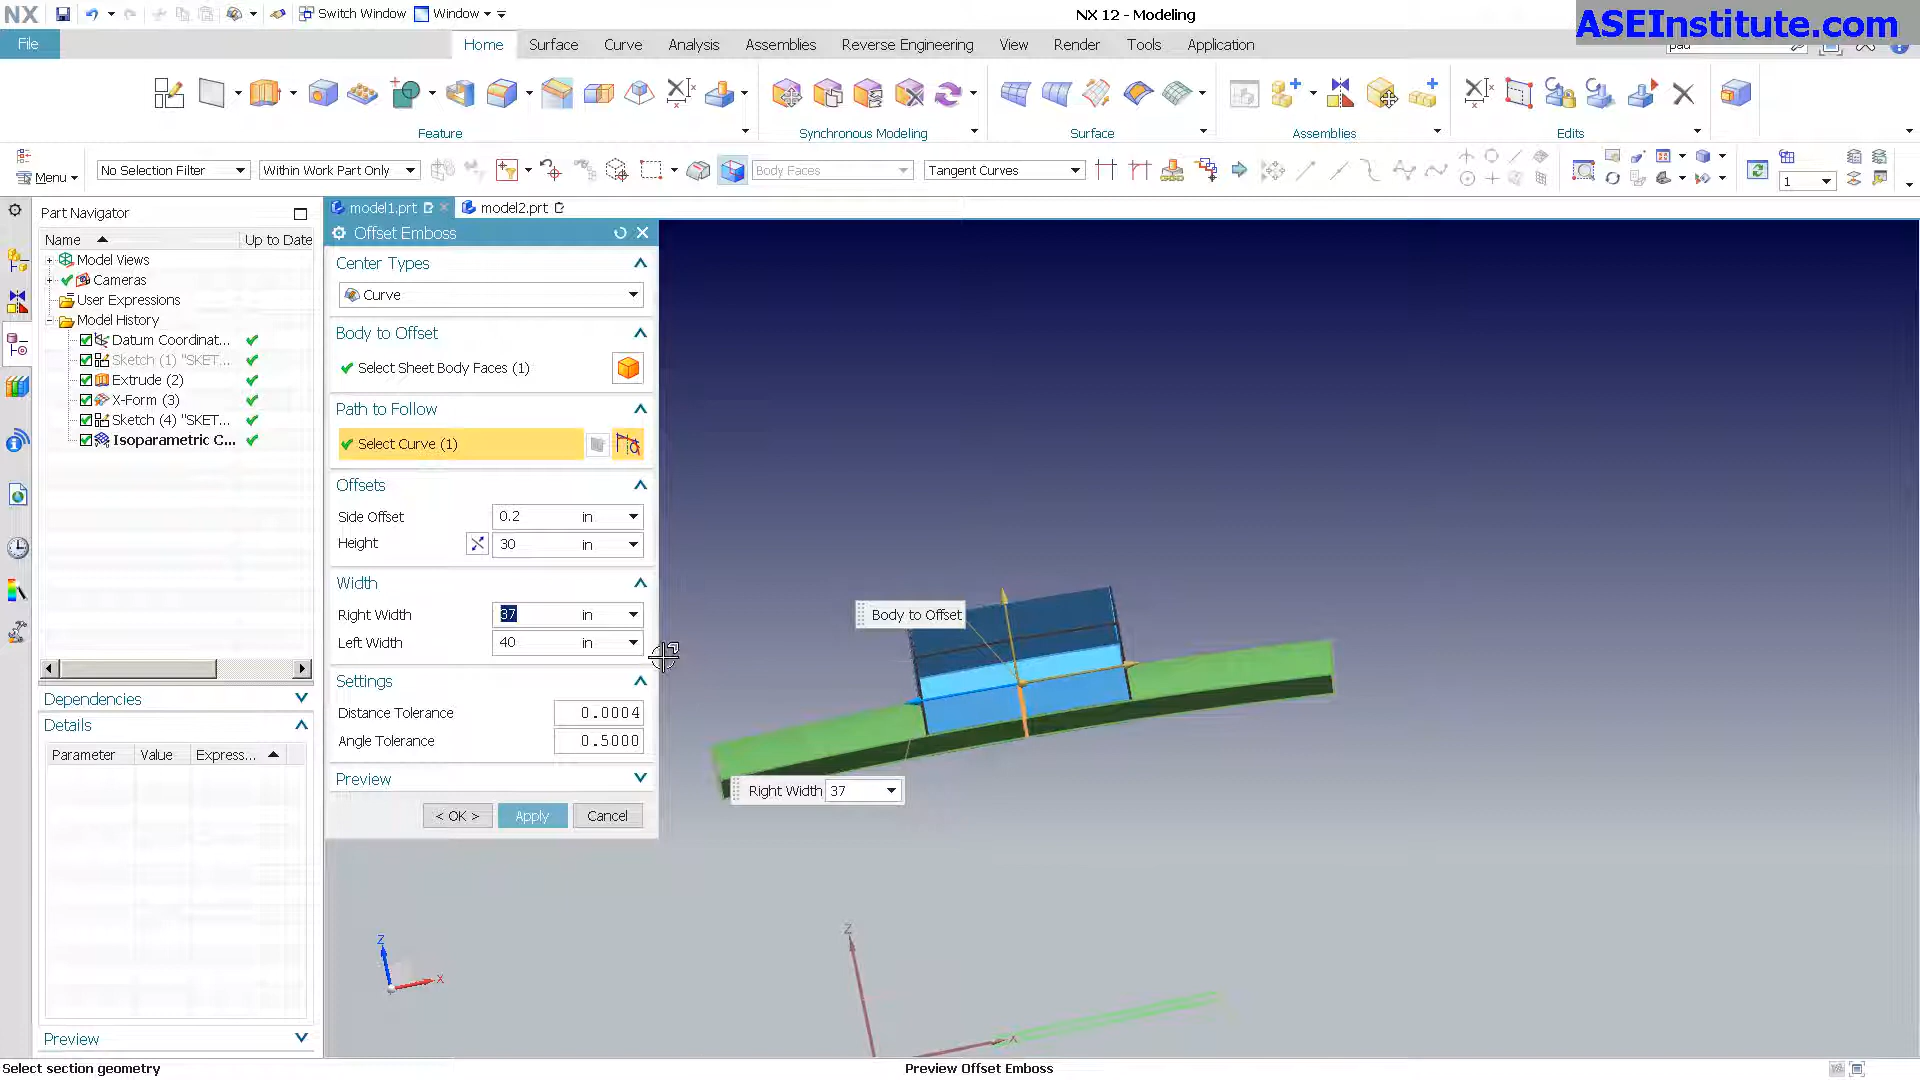 NX
Switch Window
Window
NX 12 - Modeling
ASEInstitute.com
File
Home
Surface
Curve
Analysis
Assemblies
Reverse Engineering
View
Render
Tools
Application
pad
Feature
Synchronous Modeling
Surface
Assemblies
Edits
Menu
No Selection Filter
Within Work Part Only
Body Faces
Tangent Curves
1
Part Navigator
Name
Up to Date
Model Views
Cameras
User Expressions
Model History
Datum Coordinat...
Sketch (1) "SKET...
Extrude (2)
X-Form (3)
Sketch (4) "SKET...
Isoparametric C...
Dependencies
Details
Parameter
Value
Express...
Preview
model1.prt
model2.prt
Offset Emboss
Center Types
Curve
Body to Offset
Select Sheet Body Faces (1)
Path to Follow
Select Curve (1)
Offsets
Side Offset
0.2
in
Height
30
in
Width
Right Width
37
in
Left Width
40
in
Settings
Distance Tolerance
0.0004
Angle Tolerance
0.5000
Preview
< OK >
Apply
Cancel
Body to Offset
Right Width
37
Z
X
Z
X
Select section geometry
Preview Offset Emboss